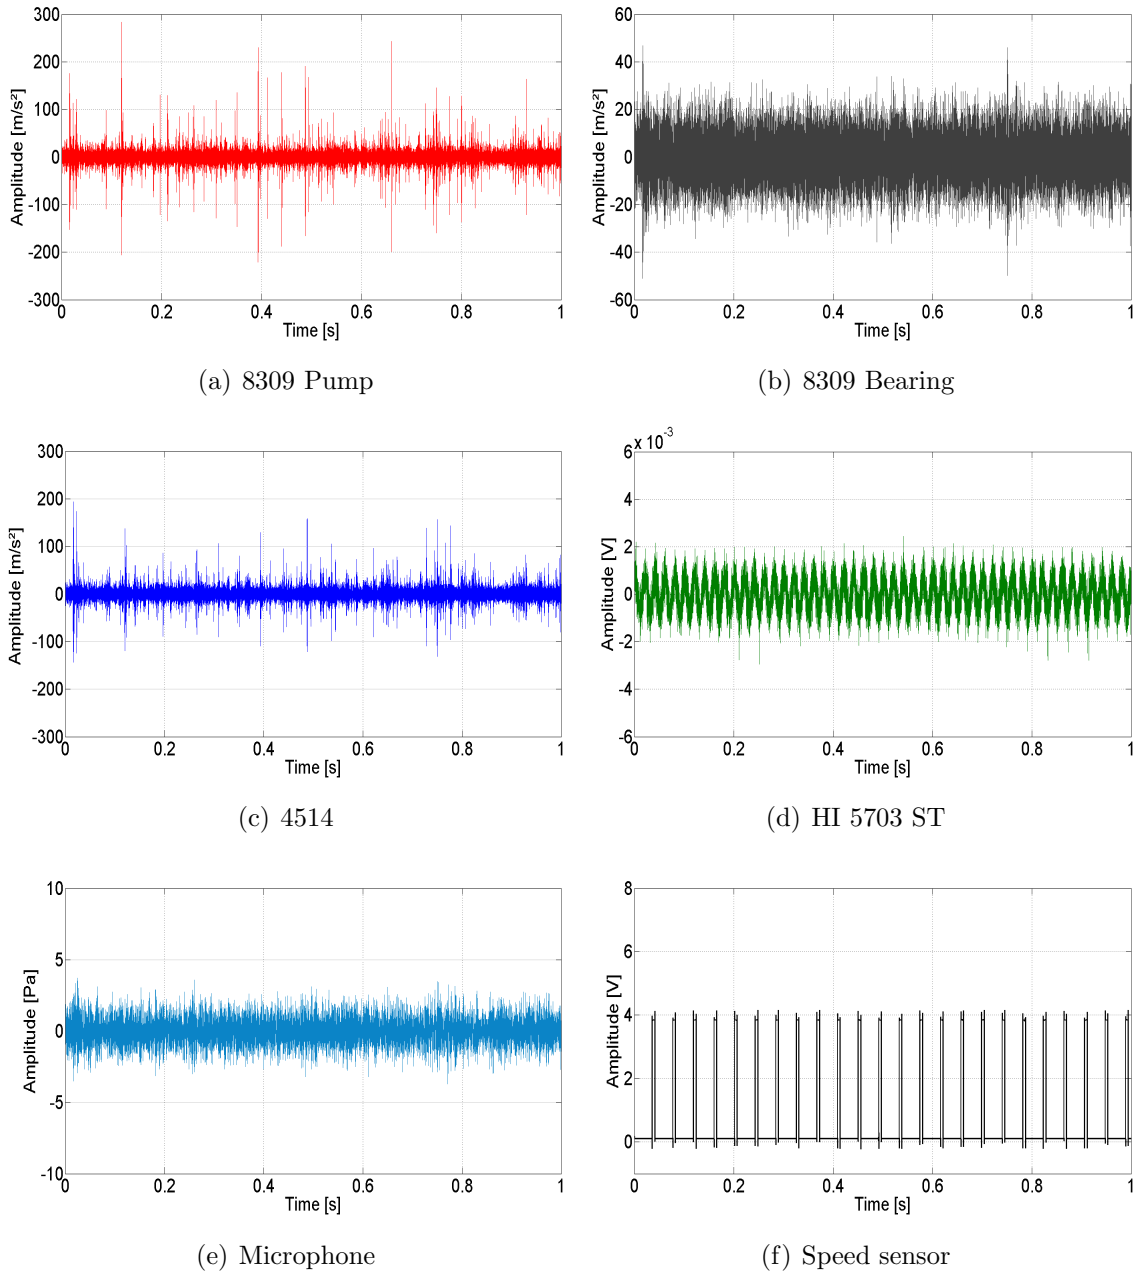 300
200
100
0
-100
-200
-300
Amplitude [m/s²]
0 0.2 0.4 0.6 0.8 1
Time [s]
(a) 8309 Pump
60
40
20
0
-20
-40
-60
Amplitude [m/s²]
0 0.2 0.4 0.6 0.8 1
Time [s]
(b) 8309 Bearing
300
200
100
0
-100
-200
-300
Amplitude [m/s²]
0 0.2 0.4 0.6 0.8 1
Time [s]
(c) 4514
x 10^-3
6
4
2
0
-2
-4
-6
Amplitude [V]
0 0.2 0.4 0.6 0.8 1
Time [s]
(d) HI 5703 ST
10
5
0
-5
-10
Amplitude [Pa]
0 0.2 0.4 0.6 0.8 1
Time [s]
(e) Microphone
8
6
4
2
0
Amplitude [V]
0 0.2 0.4 0.6 0.8 1
Time [s]
(f) Speed sensor